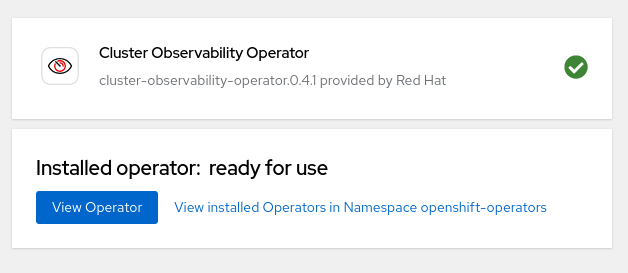 Cluster Observability Operator
cluster-observability-operator.0.4.1 provided by Red Hat
Installed operator: ready for use
View Operator View installed Operators in Namespace openshift-operators